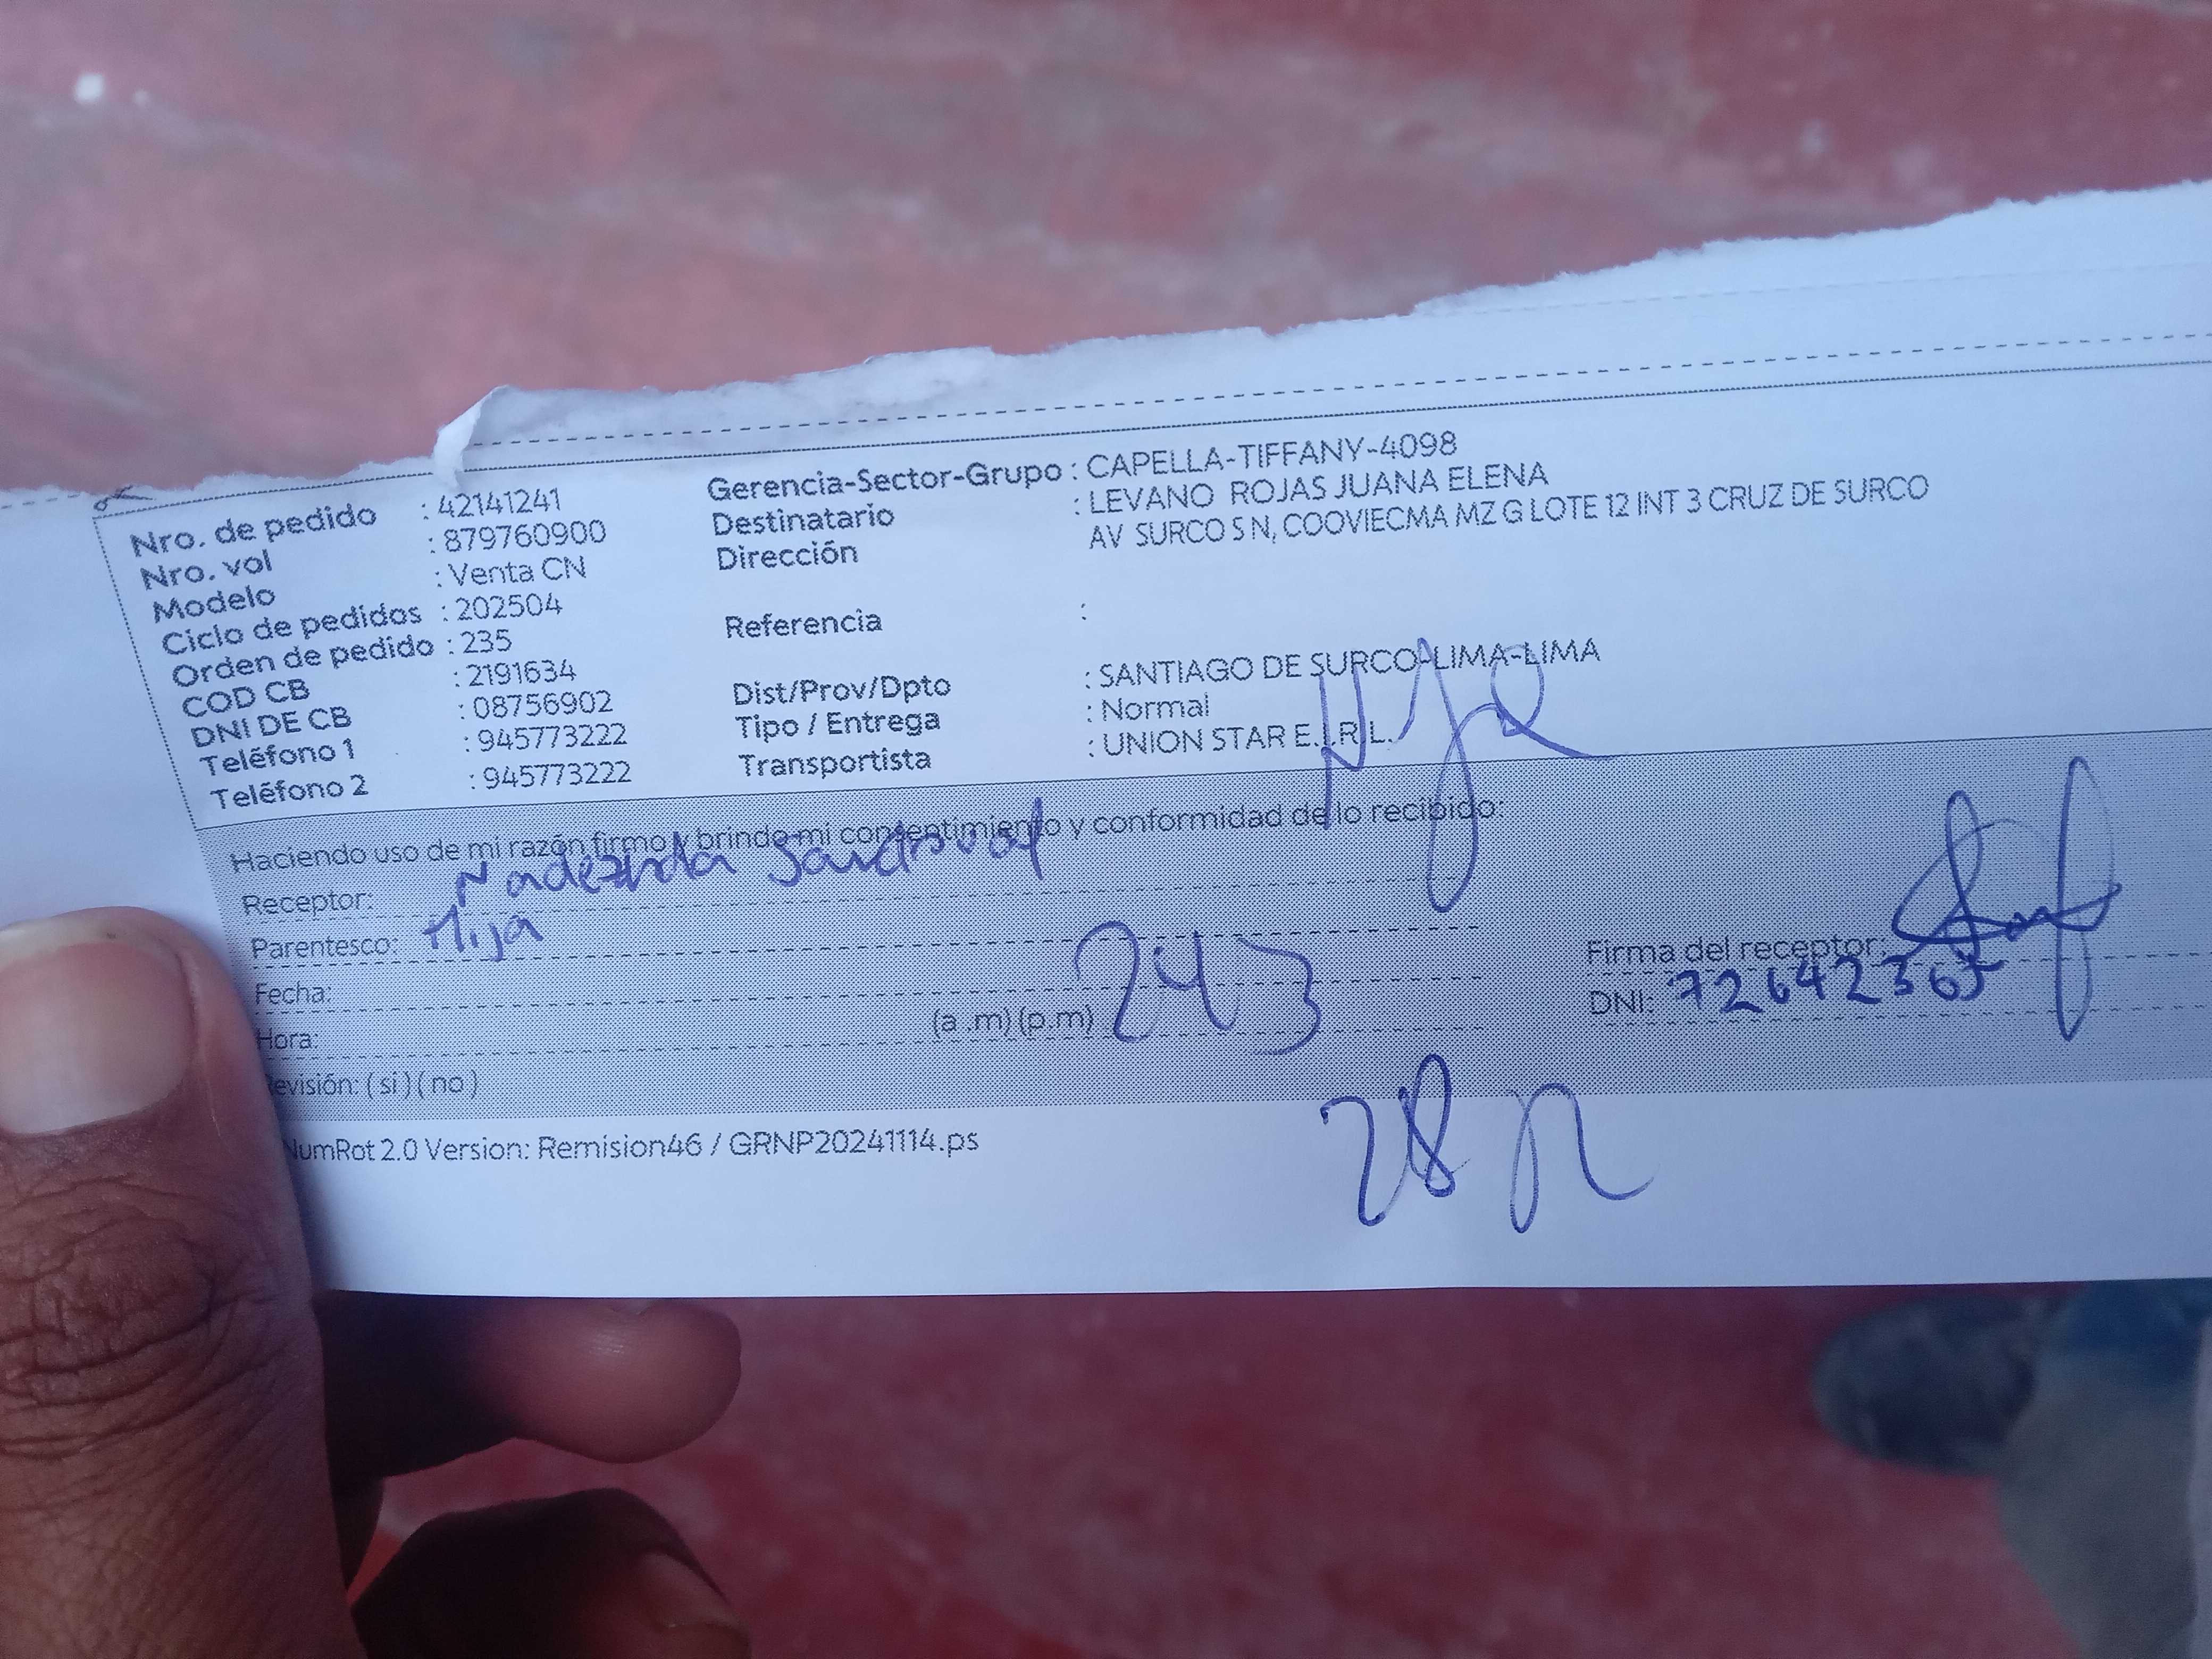 Nro. de pedido : 42141241
Nro. vol : 879760900
Modelo : Venta CN
Ciclo de pedidos : 202504
Orden de pedido : 235
COD CB : 2191634
DNI DE CB : 08756902
Teléfono 1 : 945773222
Teléfono 2 : 945773222
Gerencia-Sector-Grupo : CAPELLA-TIFFANY-4098
Destinatario : LEVANO ROJAS JUANA ELENA
Dirección AV SURCO S N, COOVIECMA MZ G LOTE 12 INT 3 CRUZ DE SURCO
Referencia :
Dist/Prov/Dpto : SANTIAGO DE SURCO-LIMA-LIMA
Tipo / Entrega : Normal
Transportista : UNION STAR E.I.R.L.
Haciendo uso de mi razón firmo y brindo mi consentimiento y conformidad de lo recibido:
Receptor: Nadezhda Sandoval
Parentesco: Hija
Fecha:
Hora: (a .m) (p.m) 243
Revisión: ( si ) ( no )
Firma del receptor:
DNI: 72642365
NumRot 2.0 Version: Remision46 / GRNP20241114.ps